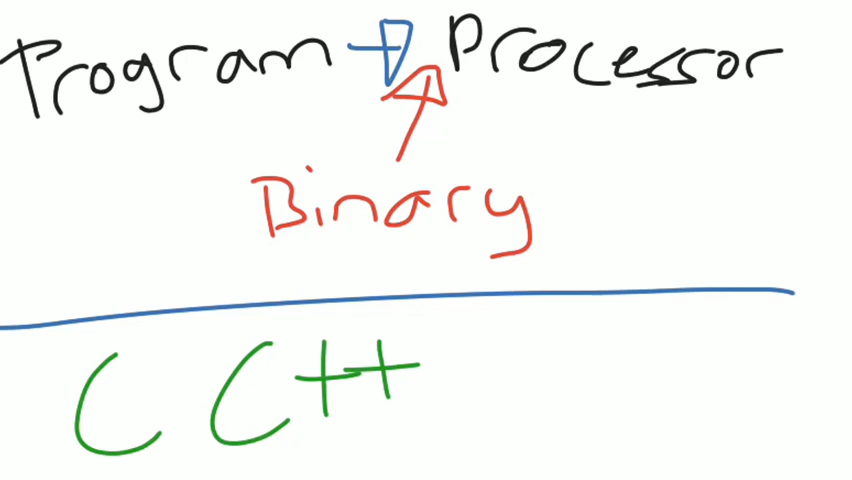 Program → Processor
Binary
C C++